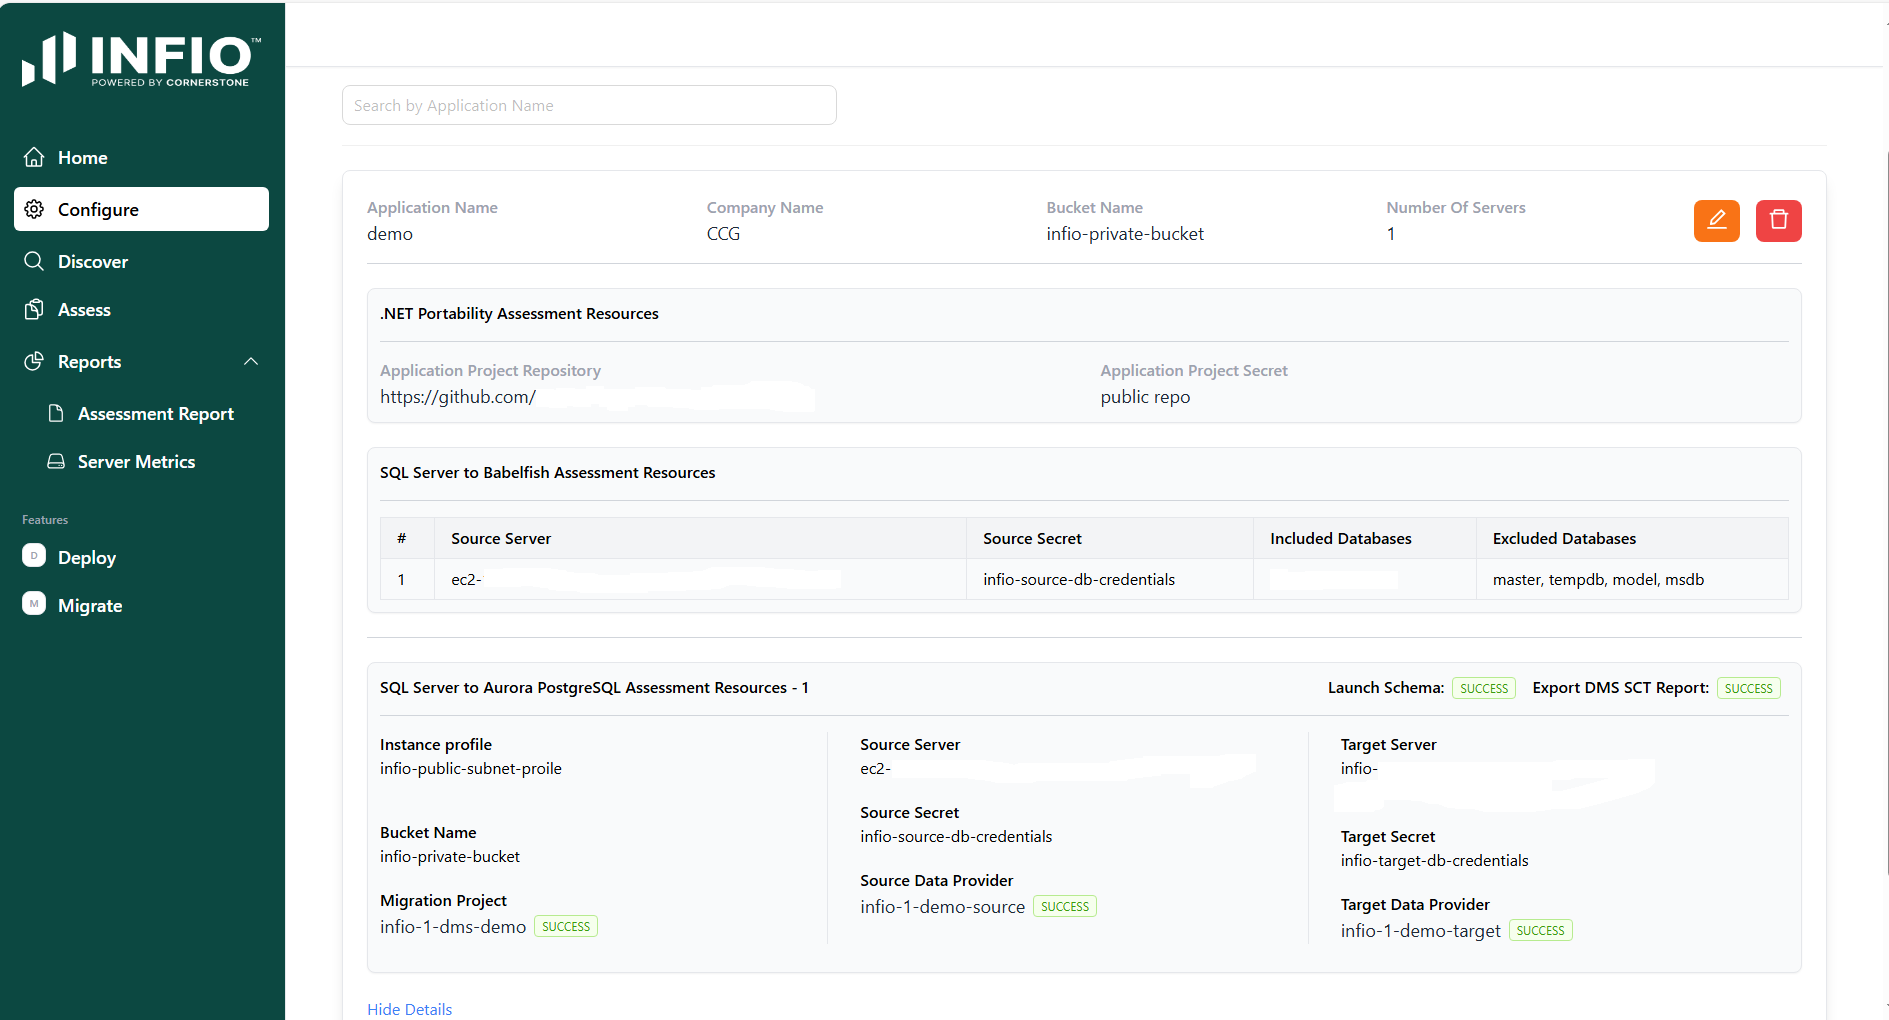 INFIO™
POWERED BY CORNERSTONE
Home
Configure
Discover
Assess
Reports
Assessment Report
Server Metrics
Features
D Deploy
M Migrate
Search by Application Name
Application Name Company Name Bucket Name Number Of Servers
demo CCG infio-private-bucket 1
.NET Portability Assessment Resources
Application Project Repository Application Project Secret
https://github.com/ public repo
SQL Server to Babelfish Assessment Resources
# Source Server Source Secret Included Databases Excluded Databases
1 ec2- infio-source-db-credentials master, tempdb, model, msdb
SQL Server to Aurora PostgreSQL Assessment Resources - 1 Launch Schema: SUCCESS Export DMS SCT Report: SUCCESS
Instance profile
infio-public-subnet-proile
Bucket Name
infio-private-bucket
Migration Project
infio-1-dms-demo SUCCESS
Source Server
ec2-
Source Secret
infio-source-db-credentials
Source Data Provider
infio-1-demo-source SUCCESS
Target Server
infio-
Target Secret
infio-target-db-credentials
Target Data Provider
infio-1-demo-target SUCCESS
Hide Details